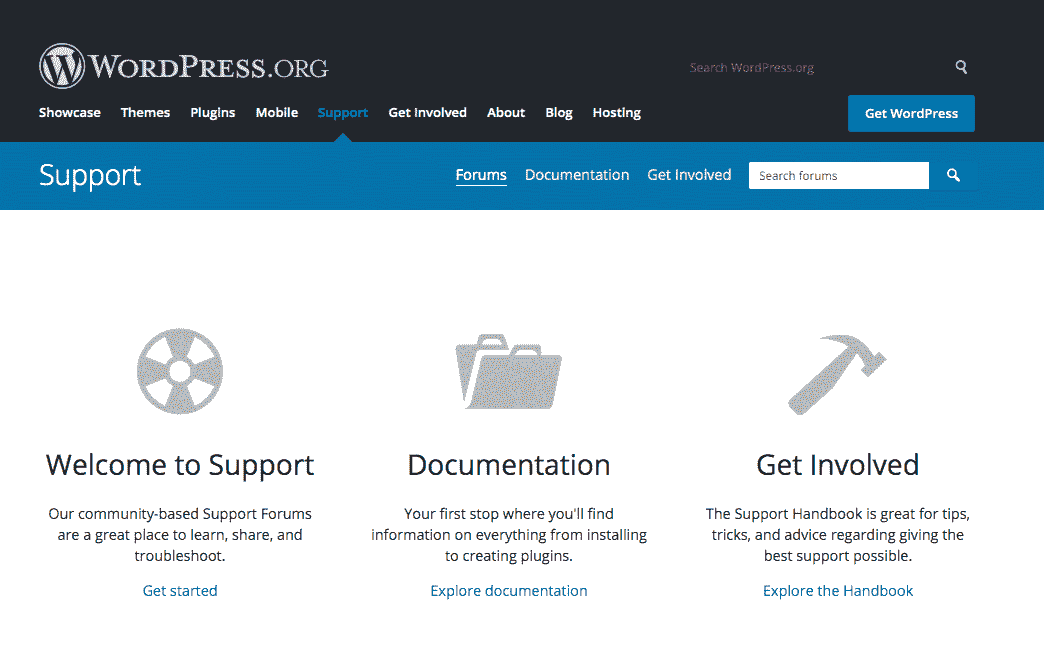 WORDPRESS.ORG
Search WordPress.org
Showcase Themes Plugins Mobile Support Get Involved About Blog Hosting
Get WordPress
Support
Forums Documentation Get Involved
Search forums
Welcome to Support
Our community-based Support Forums
are a great place to learn, share, and
troubleshoot.
Get started
Documentation
Your first stop where you'll find
information on everything from installing
to creating plugins.
Explore documentation
Get Involved
The Support Handbook is great for tips,
tricks, and advice regarding giving the
best support possible.
Explore the Handbook